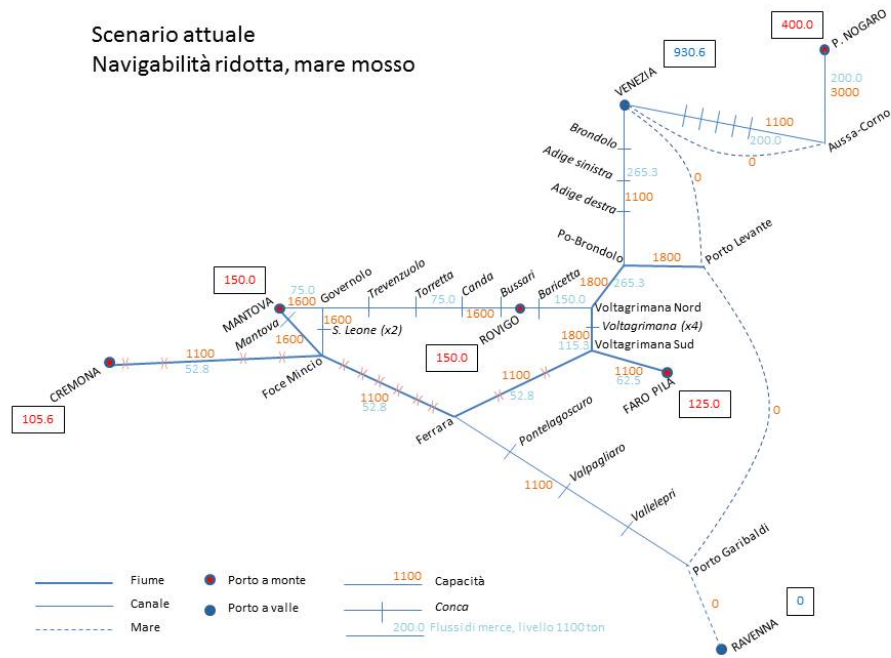 Scenario attuale
Navigabilità ridotta, mare mosso
400.0
P. NOGARO
930.6
VENEZIA
200.0
3000
1100
200.0
Aussa-Corno
0
0
Brondolo
Adige sinistra
265.3
1100
Adige destra
Po-Brondolo
1800
Porto Levante
1800
265.3
150.0
MANTOVA
75.0
1600
Governolo
Trevenzuolo
Torretta
75.0
Canda
1600
Bussari
ROVIGO
Baricetta
150.0
Voltagrimana Nord
Voltagrimana (x4)
1800
Voltagrimana Sud
115.3
Mantova
1600
S. Leone (x2)
1600
150.0
CREMONA
1100
52.8
Foce Mincio
1100
52.8
1100
52.8
1100
62.5
FARO PILA
125.0
105.6
Ferrara
Pontelagoscuro
Valpagliaro
1100
Vallelepri
0
Porto Garibaldi
0
0
RAVENNA
Fiume
Porto a monte
1100
Capacità
Canale
Porto a valle
Conca
Mare
200.0 Flussi di merce, livello 1100 ton